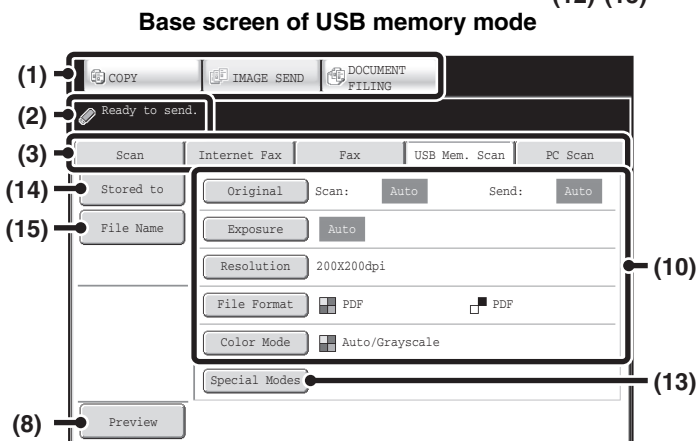 (12) (13)
Base screen of USB memory mode
(1)
COPY
IMAGE SEND
DOCUMENT
FILING
(2)
Ready to send.
(3)
Scan
Internet Fax
Fax
USB Mem. Scan
PC Scan
(14)
Stored to
Original
Scan:
Auto
Send:
Auto
(15)
File Name
Exposure
Auto
Resolution
200X200dpi
(10)
File Format
PDF
PDF
Color Mode
Auto/Grayscale
Special Modes
(13)
(8)
Preview